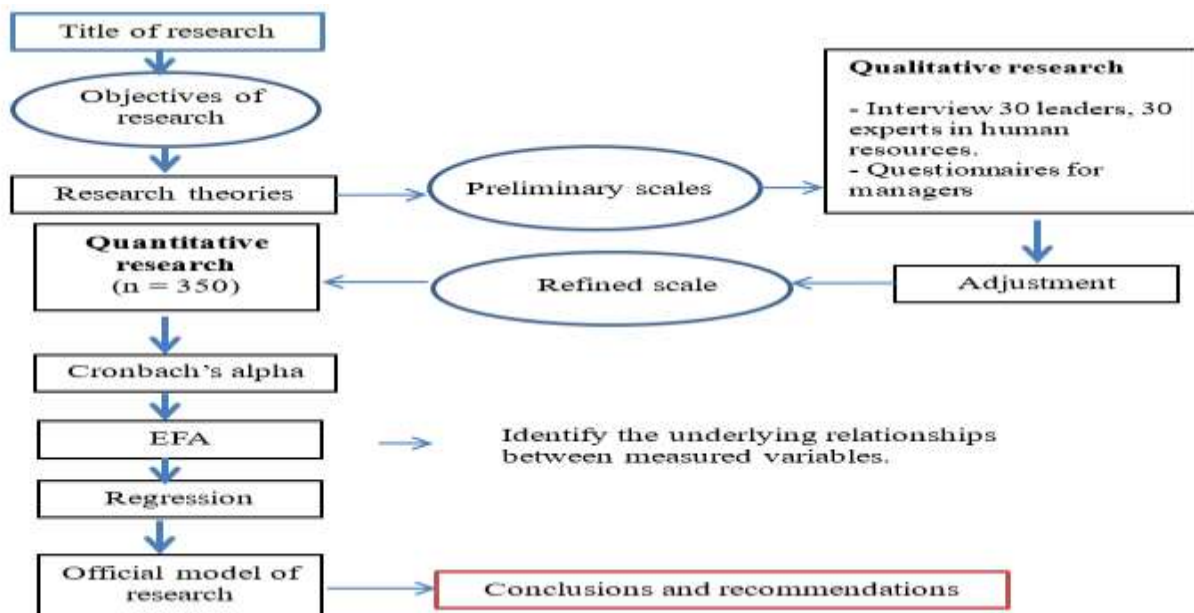 Title of research
Objectives of
research
Research theories
Preliminary scales
Qualitative research
- Interview 30 leaders, 30
experts in human
resources.
- Questionnaires for
managers
Adjustment
Refined scale
Quantitative
research
(n = 350)
Cronbach's alpha
EFA
Identify the underlying relationships
between measured variables.
Regression
Official model of
research
Conclusions and recommendations